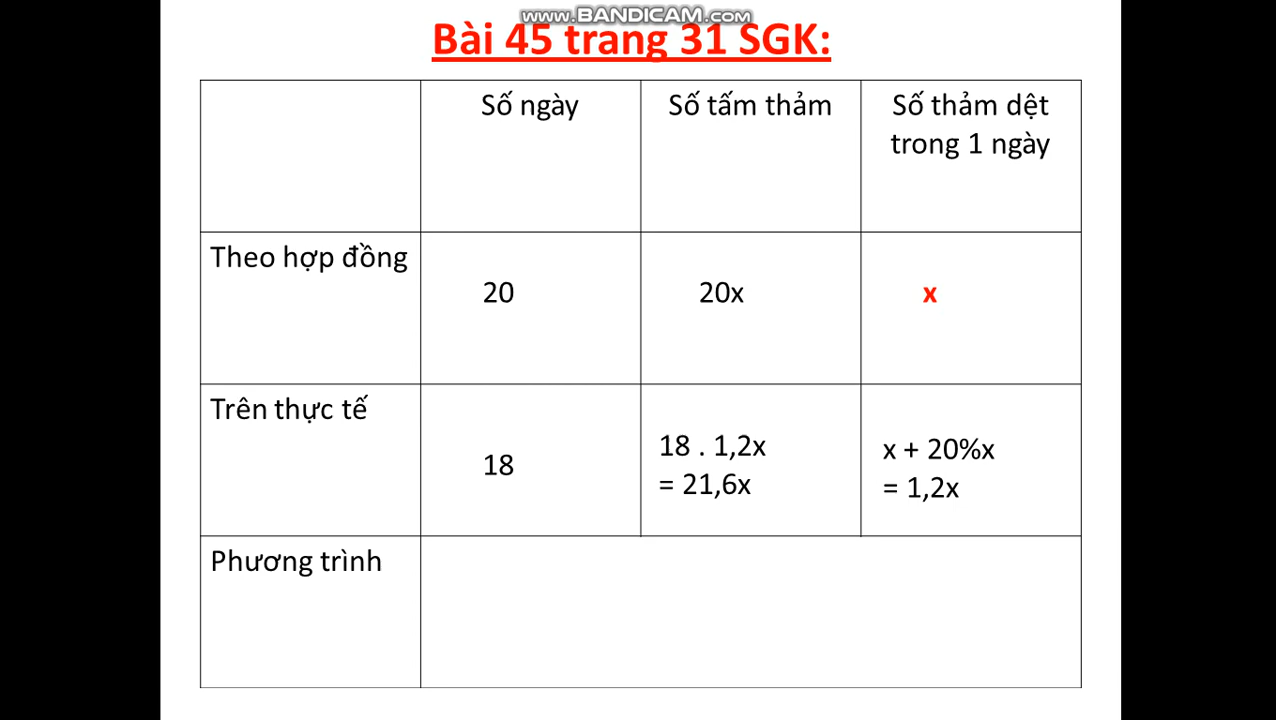 www.BANDICAM.com
Bài 45 trang 31 SGK:
Số ngày
Số tấm thảm
Số thảm dệt
trong 1 ngày
Theo hợp đồng
20
20x
x
Trên thực tế
18
18 . 1,2x
= 21,6x
x + 20%x
= 1,2x
Phương trình